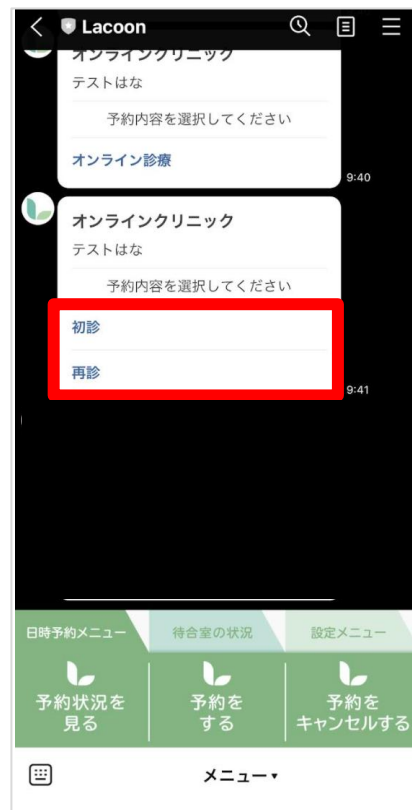 Lacoon
オンラインクリニック
テストはな
予約内容を選択してください
オンライン診療
9:40
オンラインクリニック
テストはな
予約内容を選択してください
初診
再診
9:41
日時予約メニュー
待合室の状況
設定メニュー
予約状況を
見る
予約を
する
予約を
キャンセルする
メニュー▾